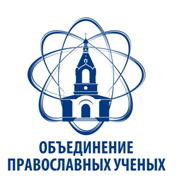 ОБЪЕДИНЕНИЕ
ПРАВОСЛАВНЫХ УЧЕНЫХ